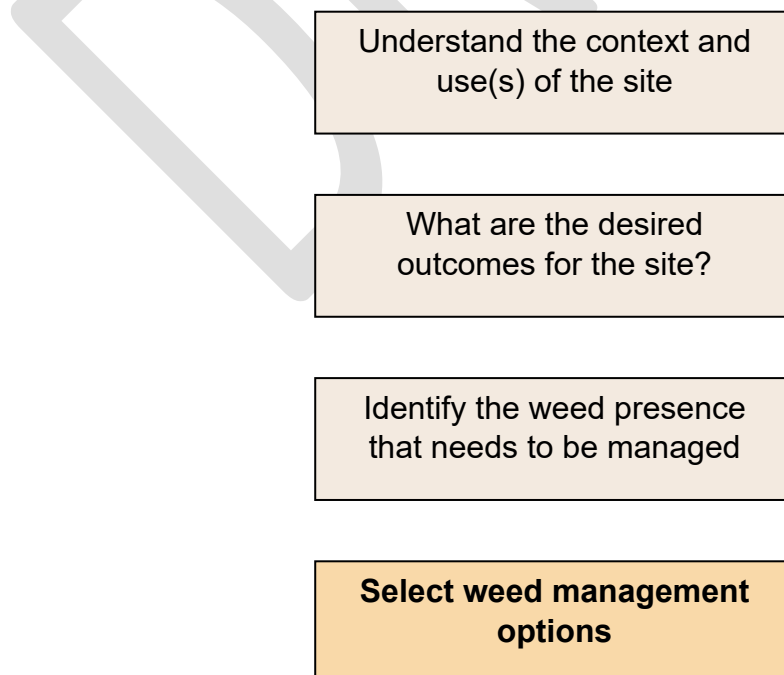 Understand the context and
use(s) of the site
What are the desired
outcomes for the site?
Identify the weed presence
that needs to be managed
Select weed management
options